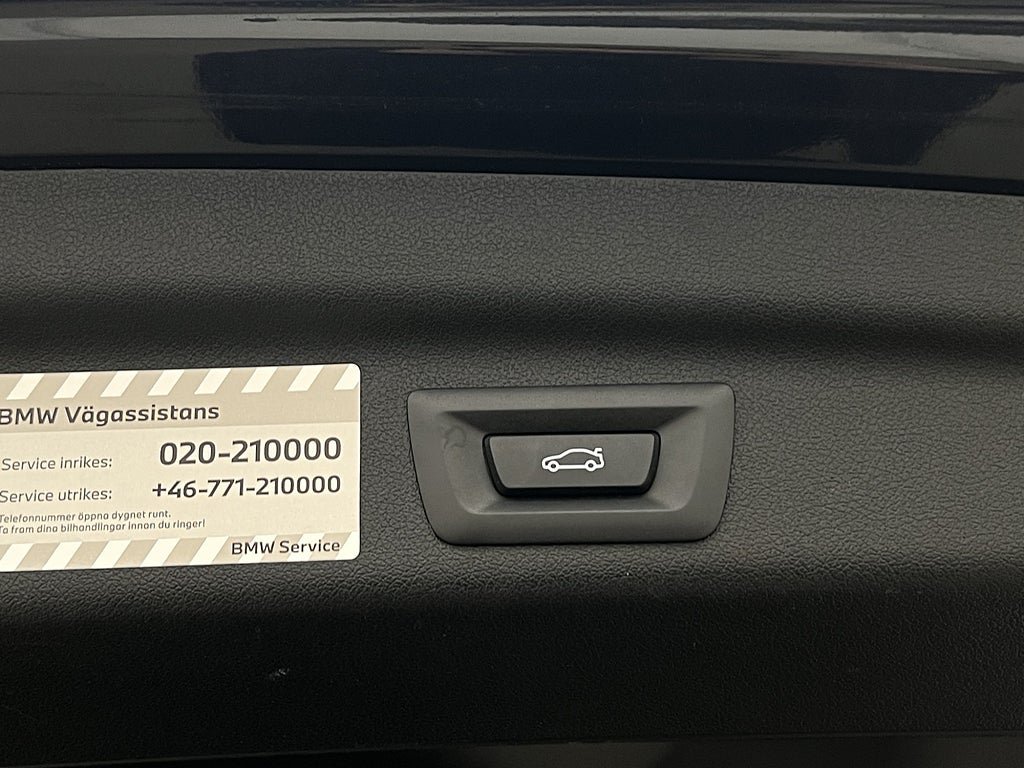 BMW Vägassistans
Service inrikes: 020-210000
Service utrikes: +46-771-210000
Telefonnummer öppna dygnet runt.
Ta fram dina bilhandlingar innan du ringer!
BMW Service